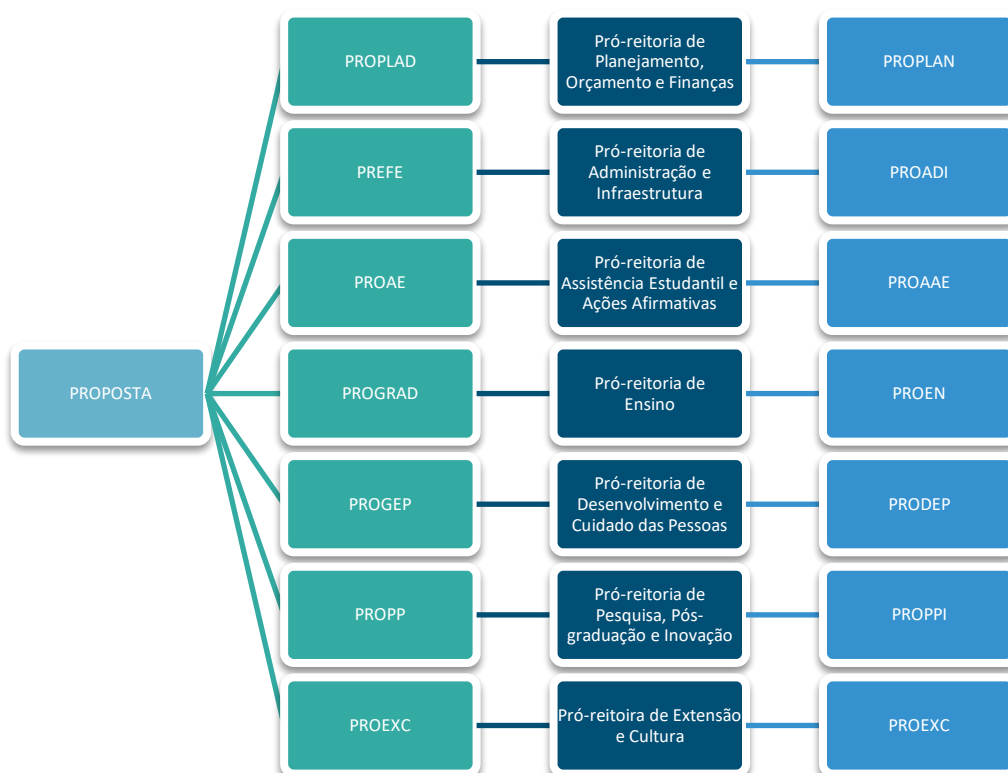 PROPLAD
Pró-reitoria de
Planejamento,
Orçamento e Finanças
PROPLAN
PREFE
Pró-reitoria de
Administração e
Infraestrutura
PROADI
PROAE
Pró-reitoria de
Assistência Estudantil e
Ações Afirmativas
PROAAE
PROPOSTA
PROGRAD
Pró-reitoria de
Ensino
PROEN
PROGEP
Pró-reitoria de
Desenvolvimento e
Cuidado das Pessoas
PRODEP
PROPP
Pró-reitoria de
Pesquisa, Pós-
graduação e Inovação
PROPPI
PROEXC
Pró-reitoira de Extensão
e Cultura
PROEXC